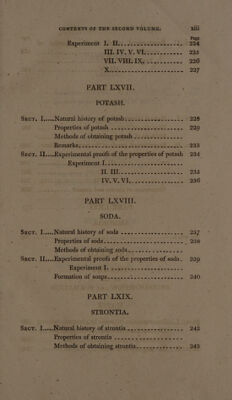 CONTENTS OF THE SECOND VOLUME. xiii
Page
Experiment I. II. 224
III. IV. V. VI. 225
VII. VIII. IX. 226
X. 227
PART LXVII.
POTASH.
SECT. I.....Natural history of potash 228
Properties of potash 229
Methods of obtaining potash
Remarks 233
SECT. II.....Experimental proofs of the properties of potash 234
Experiment I.
II. III. 235
IV. V. VI. 236
PART LXVIII.
SODA.
SECT. I.....Natural history of soda 237
Properties of soda 238
Methods of obtaining soda
SECT. II.....Experimental proofs of the properties of soda. 239
Experiment I.
Formation of soaps 240
PART LXIX.
STRONTIA.
SECT. I.....Natural history of strontia 242
Properties of strontia
Methods of obtaining strontia 243